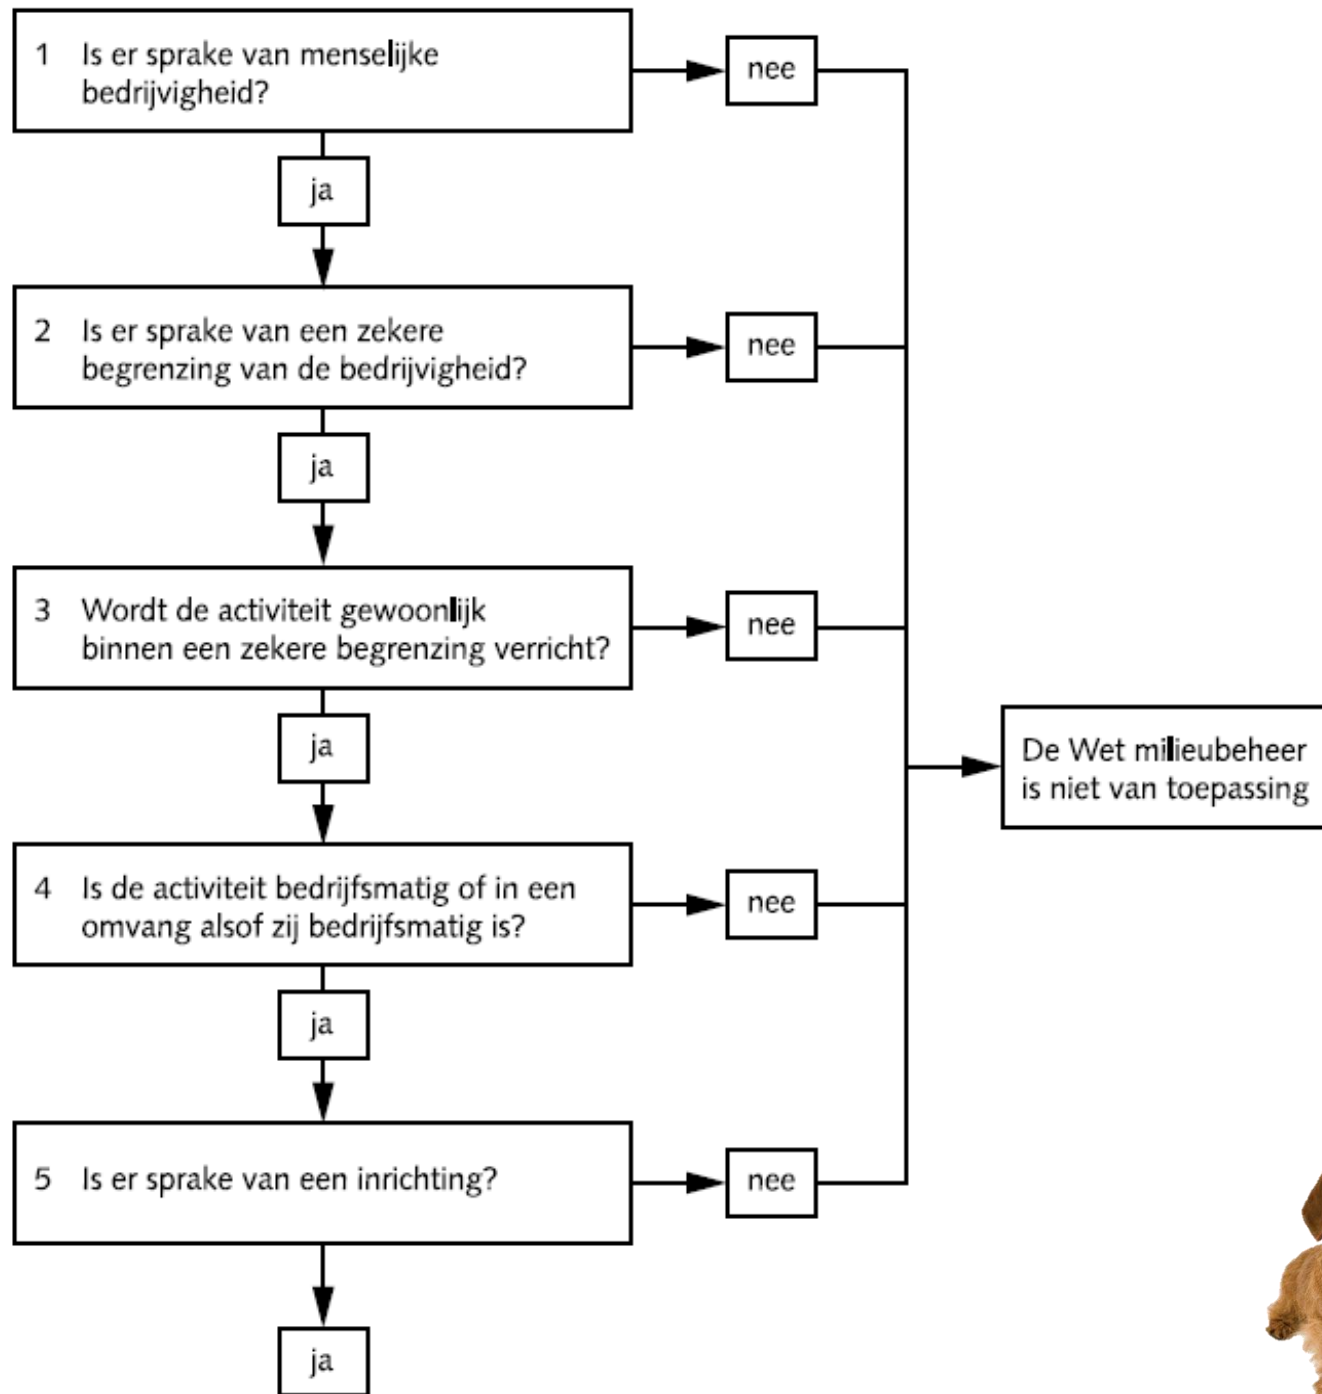 1 Is er sprake van menselijke
bedrijvigheid?
nee
ja
2 Is er sprake van een zekere
begrenzing van de bedrijvigheid?
nee
ja
3 Wordt de activiteit gewoonlijk
binnen een zekere begrenzing verricht?
nee
ja
De Wet milieubeheer
is niet van toepassing
4 Is de activiteit bedrijfsmatig of in een
omvang alsof zij bedrijfsmatig is?
nee
ja
5 Is er sprake van een inrichting?
nee
ja